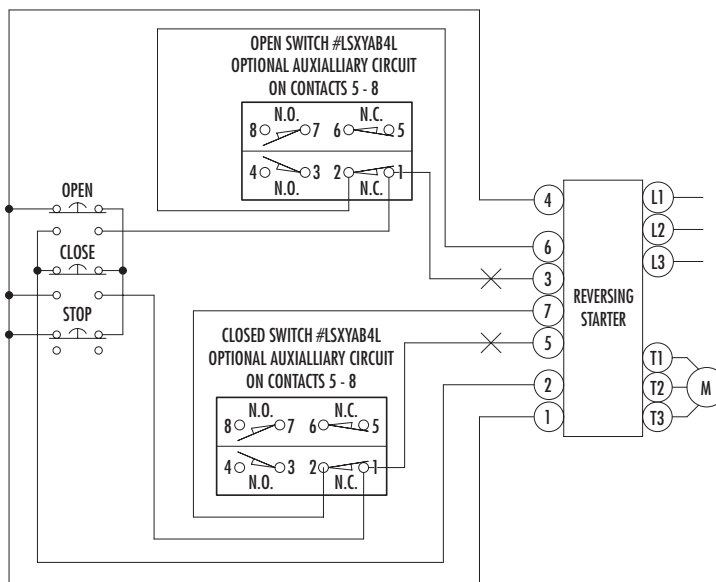 OPEN SWITCH #LSXYAB4L
OPTIONAL AUXIALLIARY CIRCUIT
ON CONTACTS 5 - 8
N.O. N.C.
8 7 6 5
4 3 2 1
N.O. N.C.
OPEN
CLOSE
STOP
CLOSED SWITCH #LSXYAB4L
OPTIONAL AUXIALLIARY CIRCUIT
ON CONTACTS 5 - 8
N.O. N.C.
8 7 6 5
4 3 2 1
N.O. N.C.
4
6
3
7
5
2
1
REVERSING
STARTER
L1
L2
L3
T1
T2
T3
M